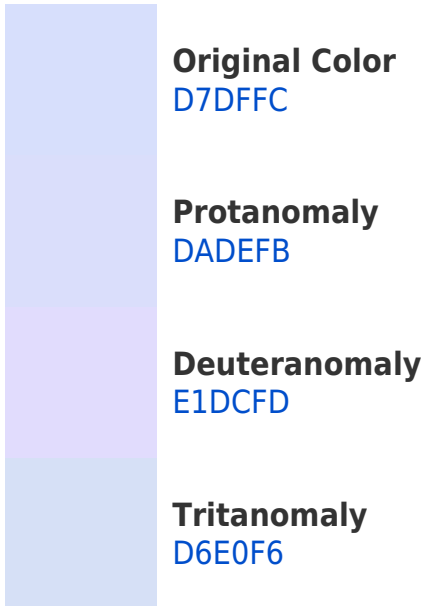 Original Color
D7DFFC
Protanomaly
DADEFB
Deuteranomaly
E1DCFD
Tritanomaly
D6E0F6